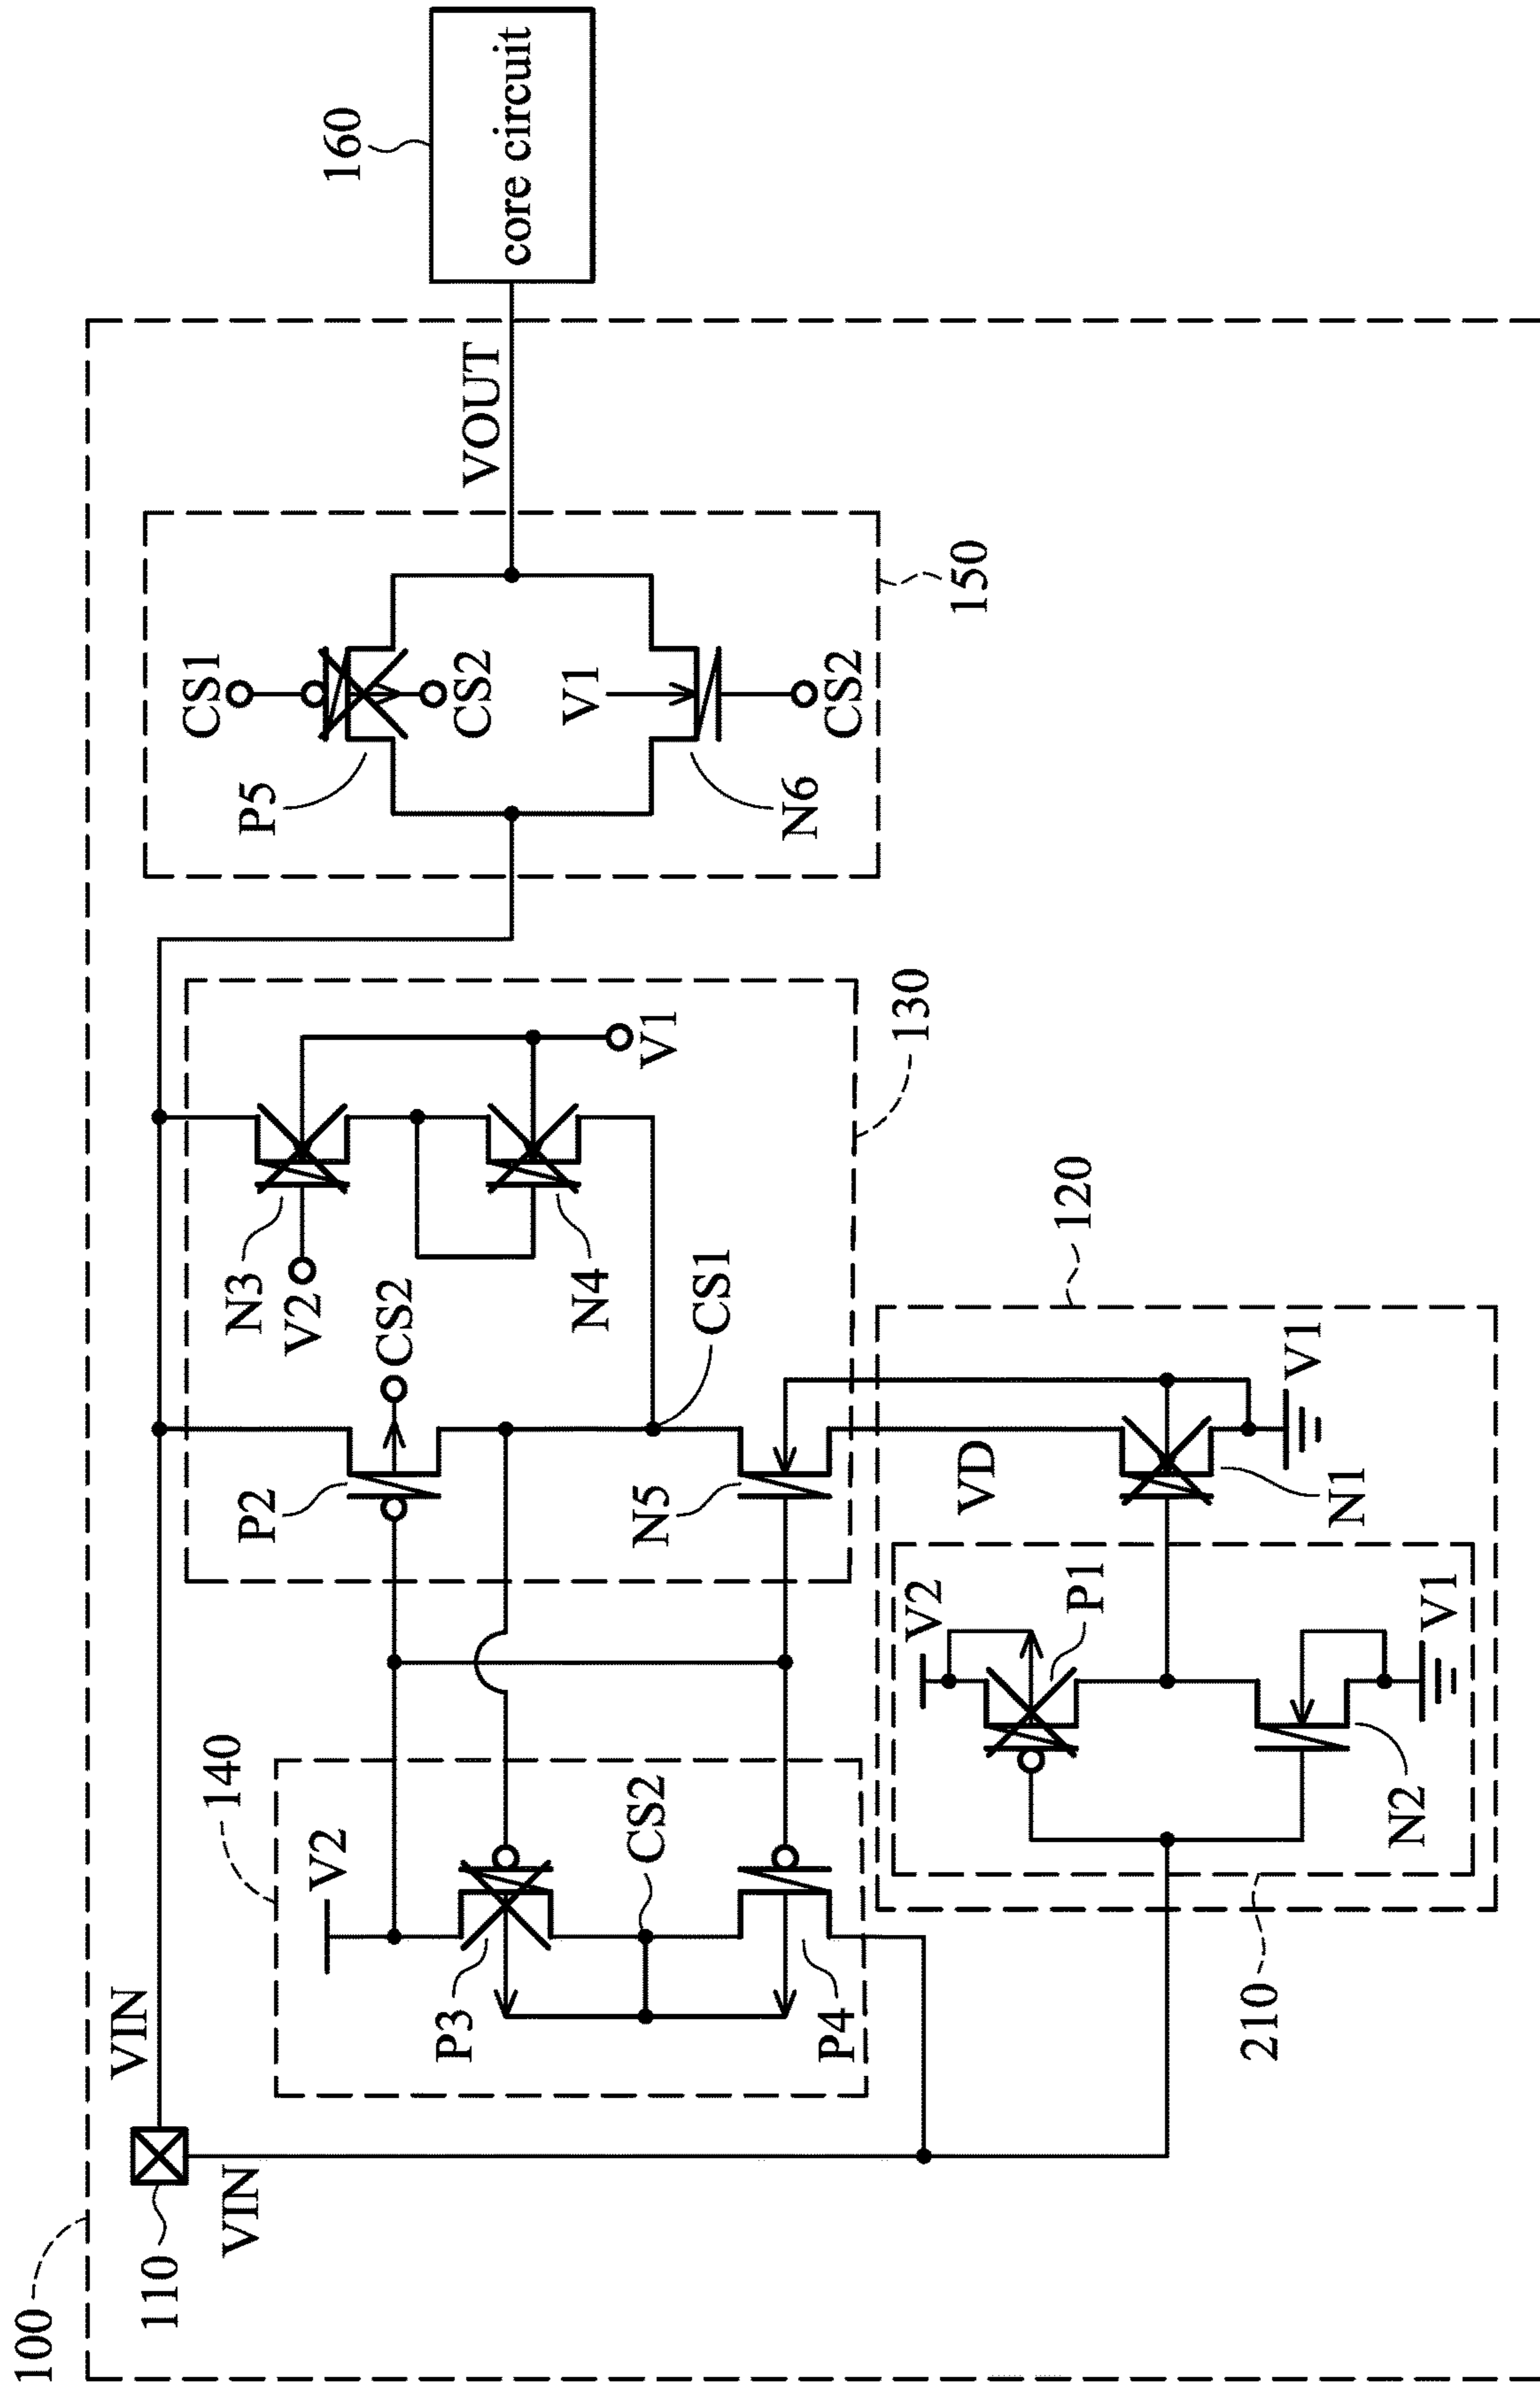 100
110
VIN
VIN
140
V2
P3
CS2
P4
210
P2
CS2
N3
V2
N4
CS1
N5
V1
130
VD
120
V2
P1
N2
V1
N1
V1
CS1
P5
CS2
V1
N6
CS2
150
VOUT
160
core circuit